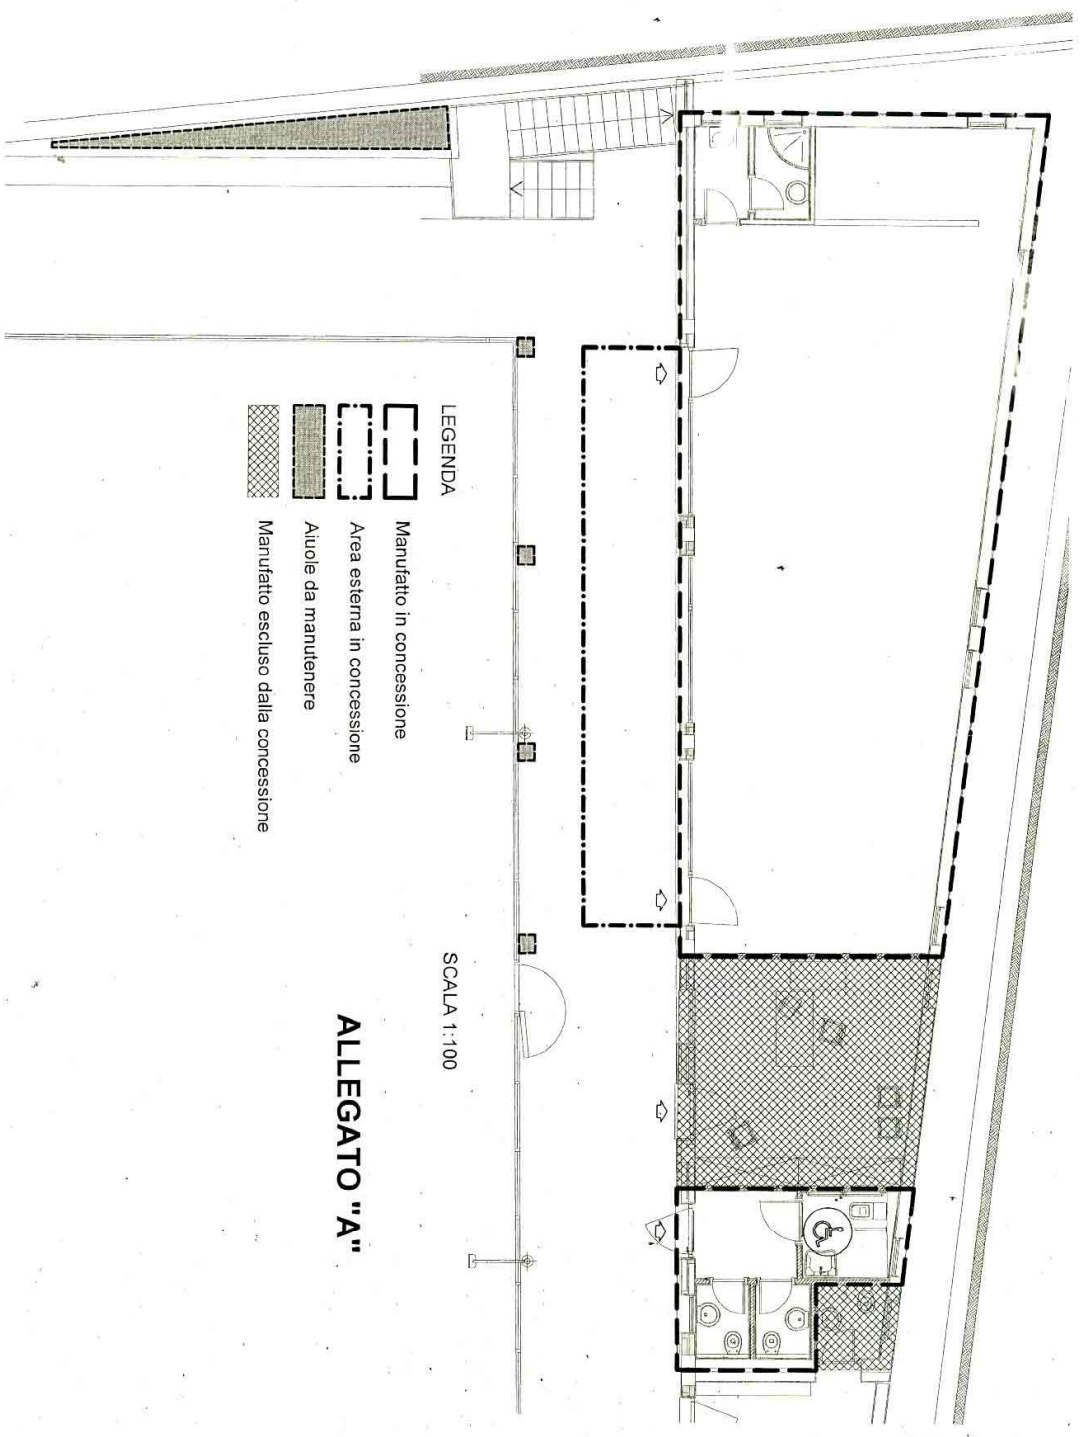 LEGENDA
Manufatto in concessione
Area esterna in concessione
Aiuole da manutenere
Manufatto escluso dalla concessione
SCALA 1:100
ALLEGATO "A"